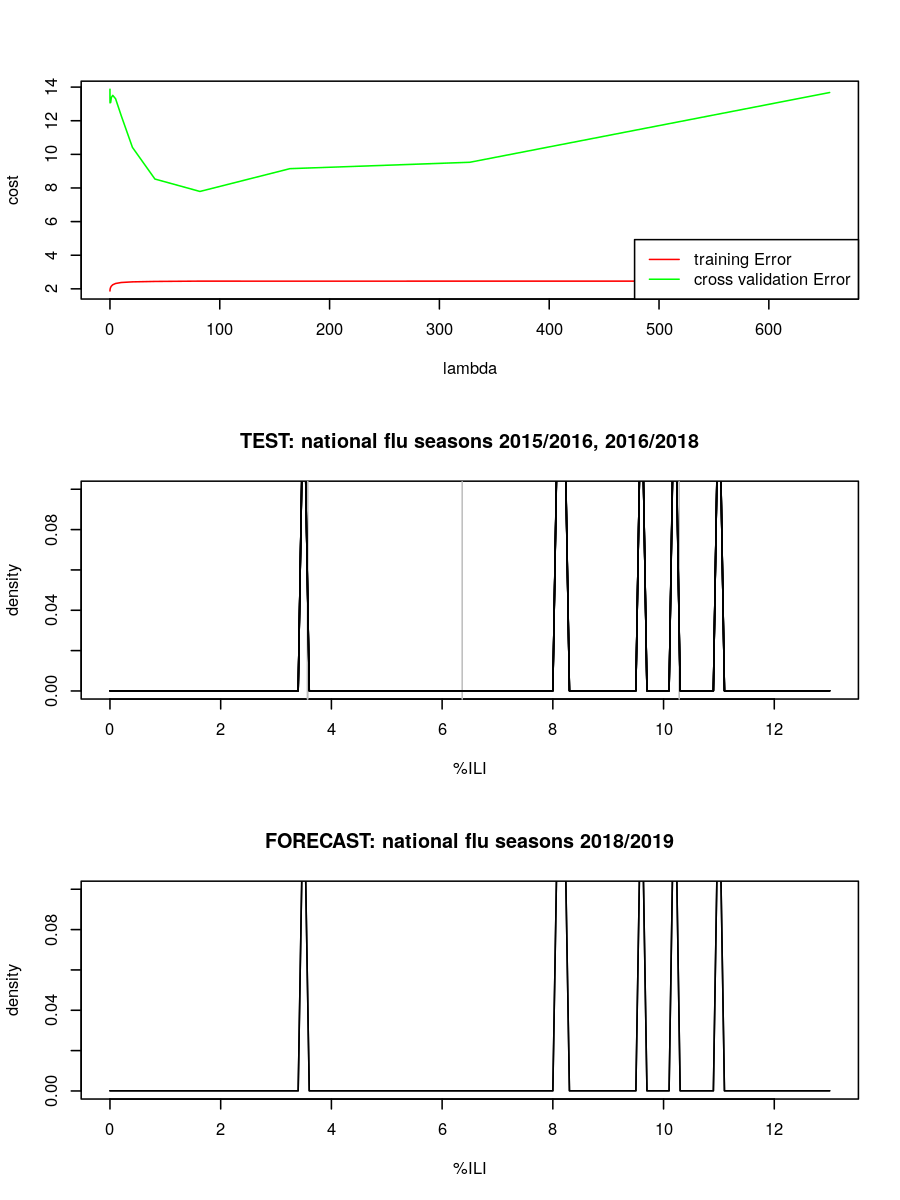 14
12
10
8
6
4
2
cost
training Error
cross validation Error
0 100 200 300 400 500 600
lambda
TEST: national flu seasons 2015/2016, 2016/2018
0.08
0.04
0.00
density
0 2 4 6 8 10 12
%ILI
FORECAST: national flu seasons 2018/2019
0.08
0.04
0.00
density
0 2 4 6 8 10 12
%ILI